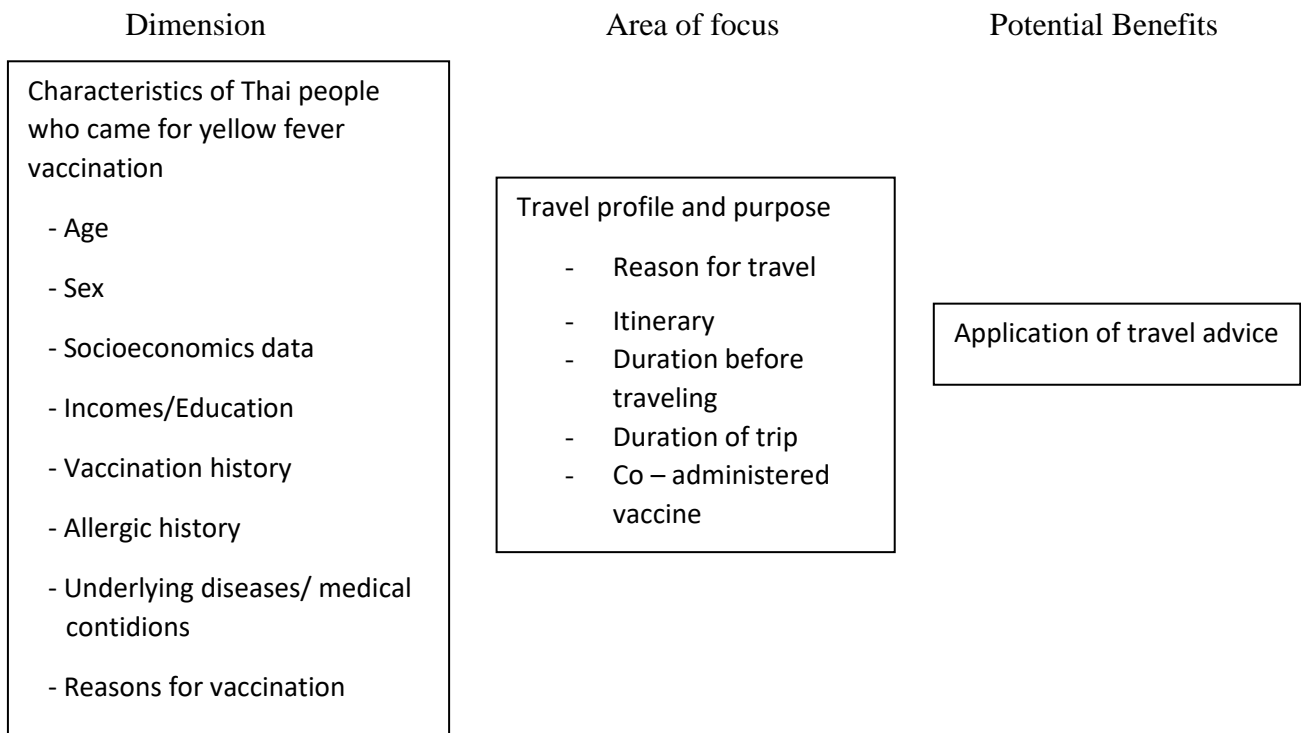 Dimension
Area of focus
Potential Benefits
Characteristics of Thai people
who came for yellow fever
vaccination
- Age
- Sex
- Socioeconomics data
- Incomes/Education
- Vaccination history
- Allergic history
- Underlying diseases/ medical
contidions
- Reasons for vaccination
Travel profile and purpose
- Reason for travel
- Itinerary
- Duration before
traveling
- Duration of trip
- Co – administered
vaccine
Application of travel advice